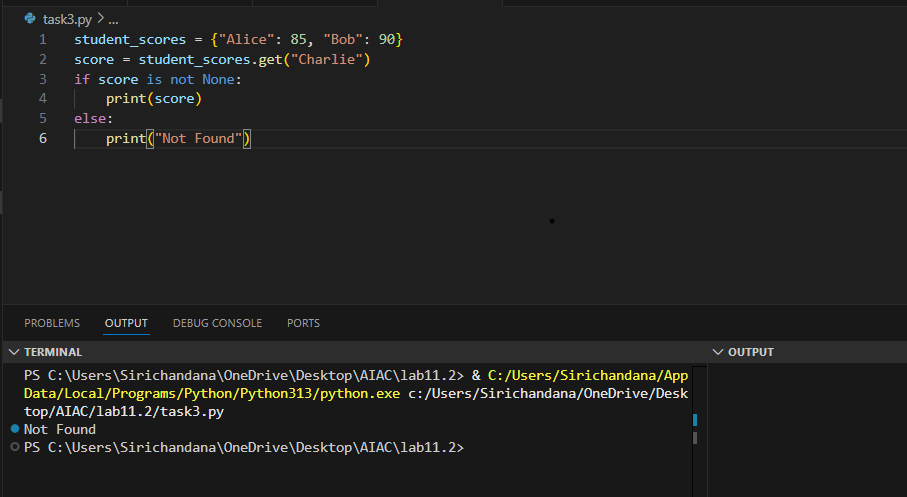 task3.py > ...
1 student_scores = {"Alice": 85, "Bob": 90}
2 score = student_scores.get("Charlie")
3 if score is not None:
4     print(score)
5 else:
6     print("Not Found")
PROBLEMS OUTPUT DEBUG CONSOLE PORTS
TERMINAL
PS C:\Users\Sirichandana\OneDrive\Desktop\AIAC\lab11.2> & C:/Users/Sirichandana/App
Data/Local/Programs/Python/Python313/python.exe c:/Users/Sirichandana/OneDrive/Desk
top/AIAC/lab11.2/task3.py
Not Found
PS C:\Users\Sirichandana\OneDrive\Desktop\AIAC\lab11.2>
OUTPUT